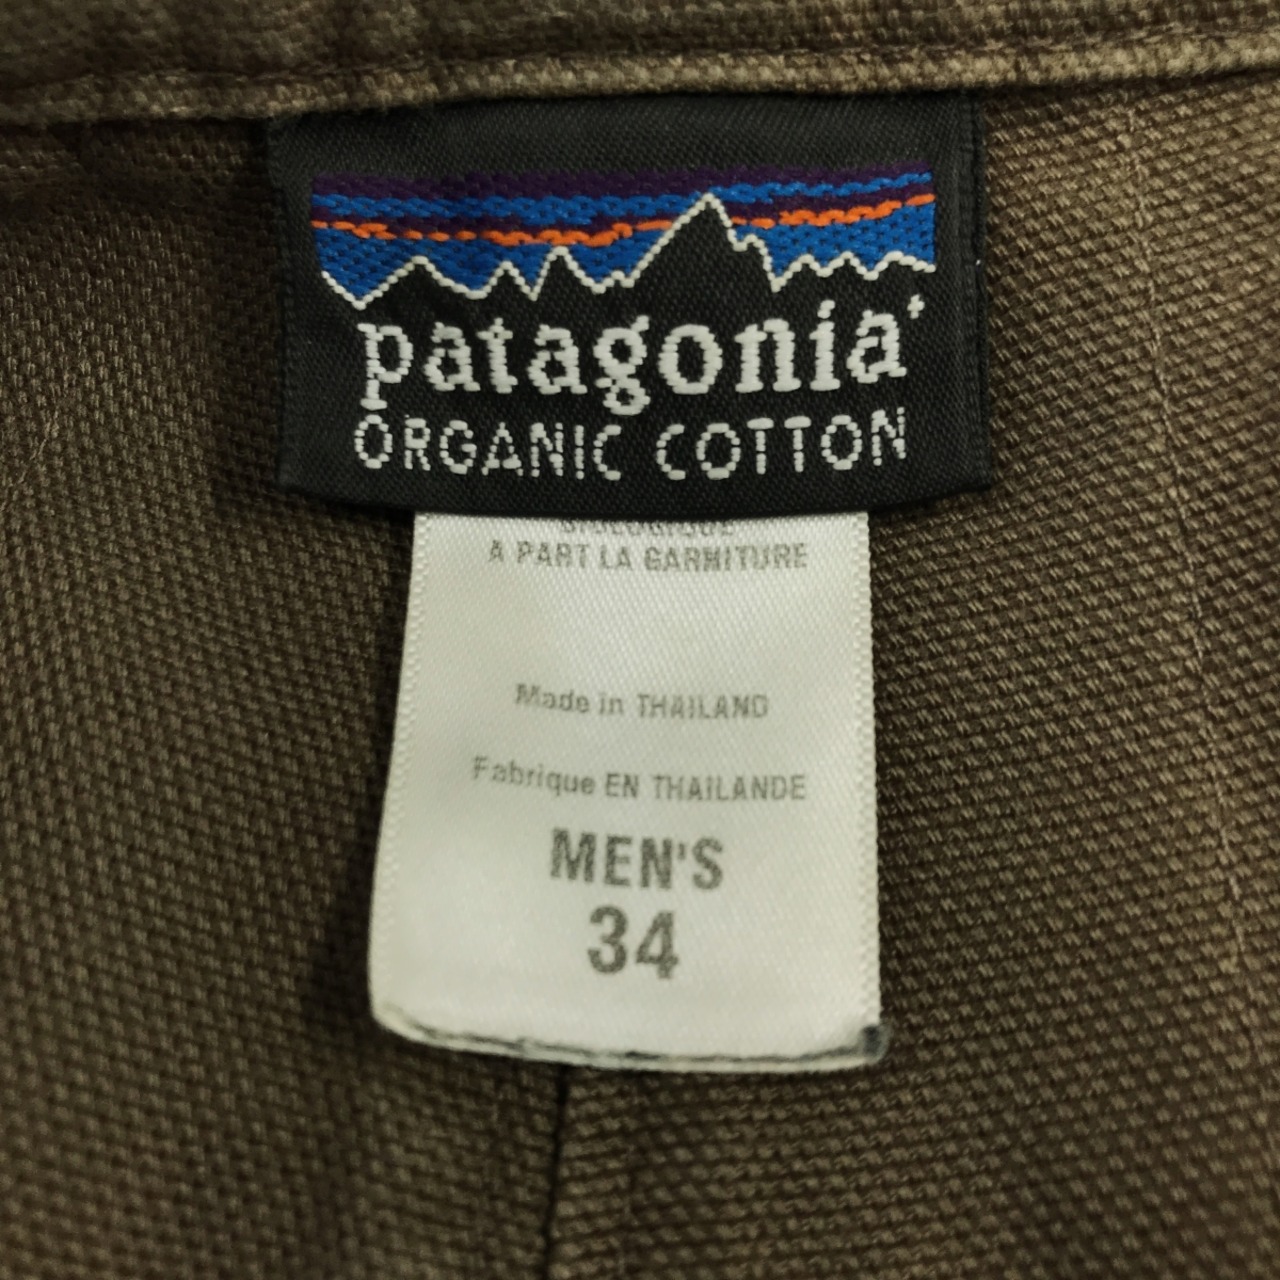 patagonia
ORGANIC COTTON
A PART LA GARNITURE
Made in THAILAND
Fabrique EN THAILANDE
MEN'S
34